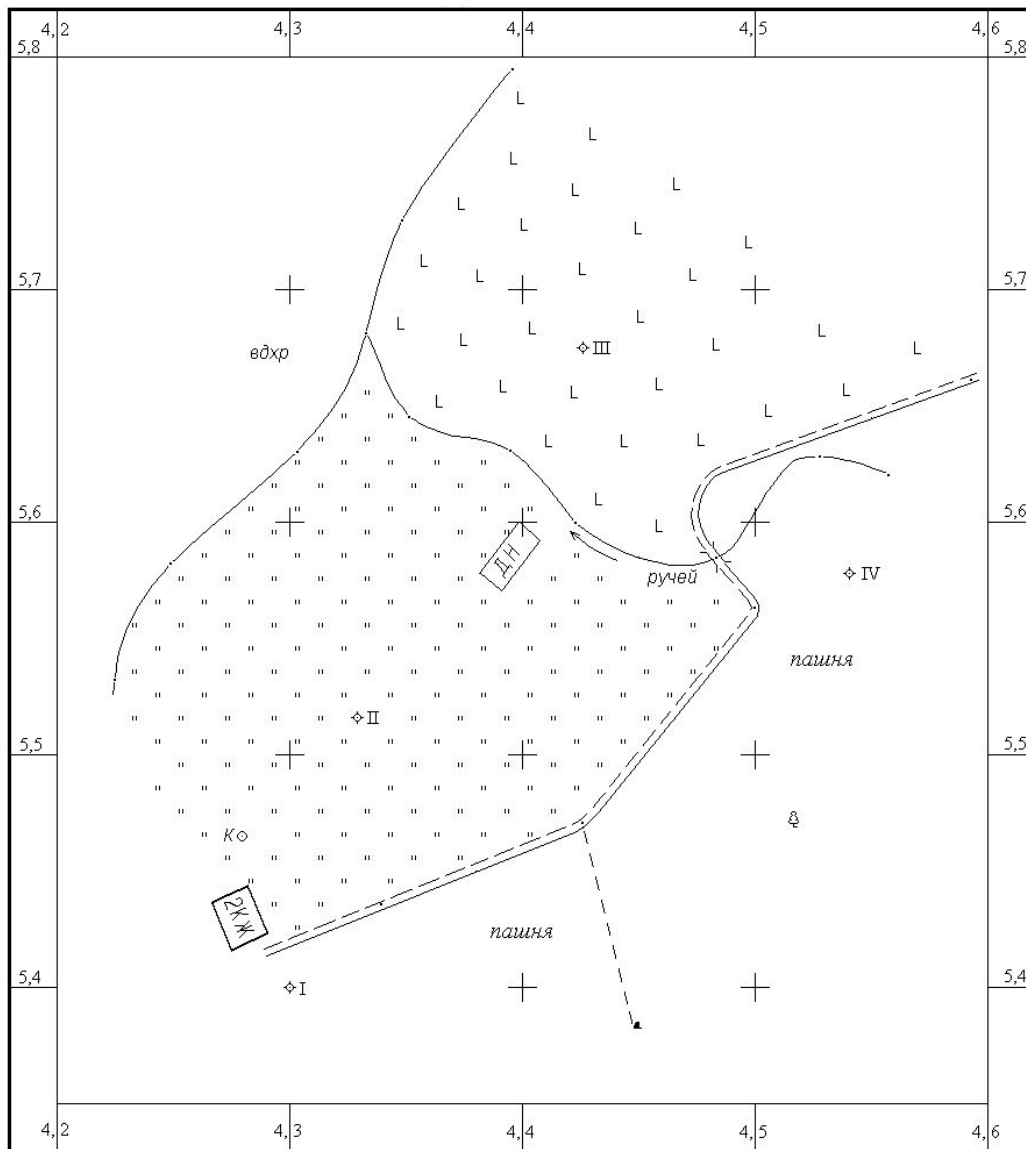 4,2 4,3 4,4 4,5 4,6
5,8 5,8
5,7 5,7
вдхр
III
5,6 5,6
ДН
ручей
IV
пашня
II
5,5 5,5
К
2КЖ
пашня
5,4 5,4
I
4,2 4,3 4,4 4,5 4,6